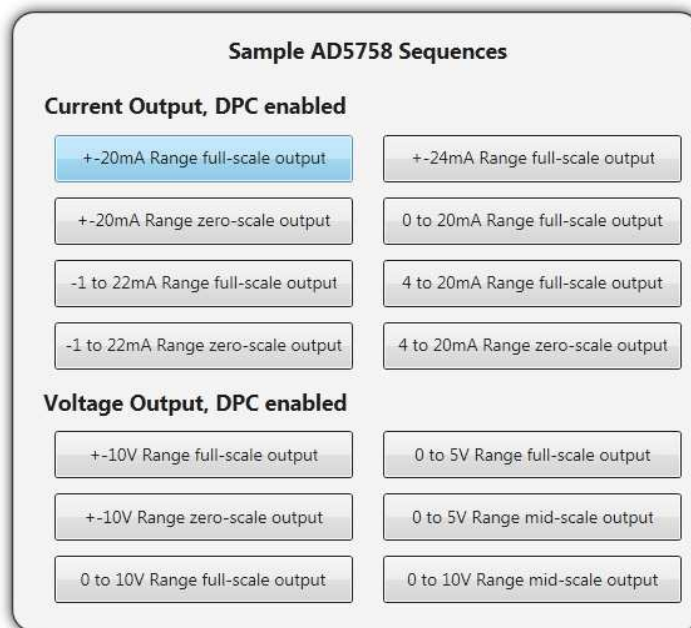 Sample AD5758 Sequences
Current Output, DPC enabled
+-20mA Range full-scale output
+-24mA Range full-scale output
+-20mA Range zero-scale output
0 to 20mA Range full-scale output
-1 to 22mA Range full-scale output
4 to 20mA Range full-scale output
-1 to 22mA Range zero-scale output
4 to 20mA Range zero-scale output
Voltage Output, DPC enabled
+-10V Range full-scale output
0 to 5V Range full-scale output
+-10V Range zero-scale output
0 to 5V Range mid-scale output
0 to 10V Range full-scale output
0 to 10V Range mid-scale output